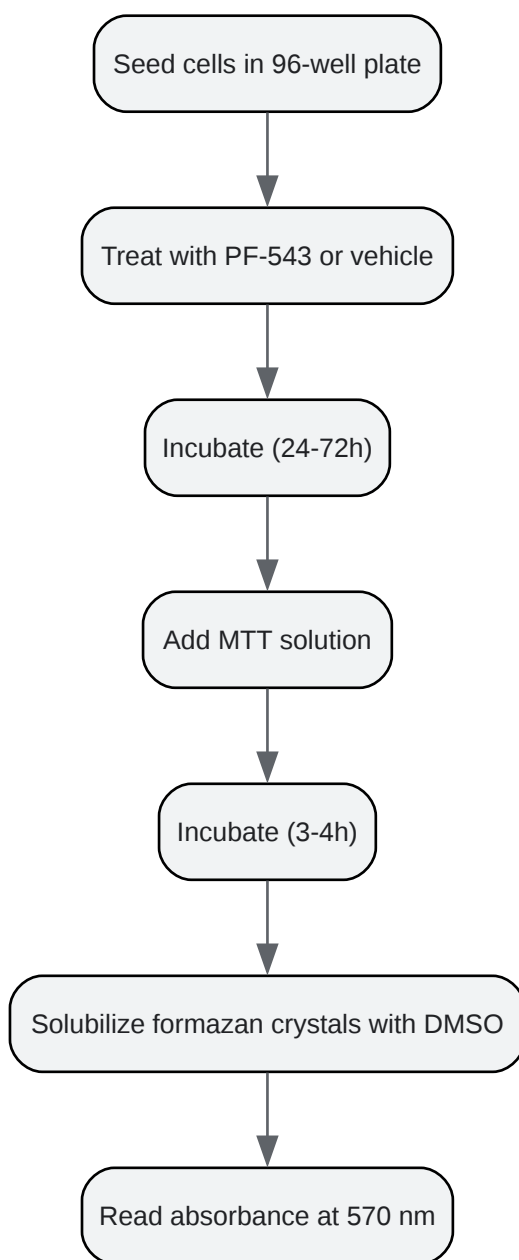 Seed cells in 96-well plate
Treat with PF-543 or vehicle
Incubate (24-72h)
Add MTT solution
Incubate (3-4h)
Solubilize formazan crystals with DMSO
Read absorbance at 570 nm